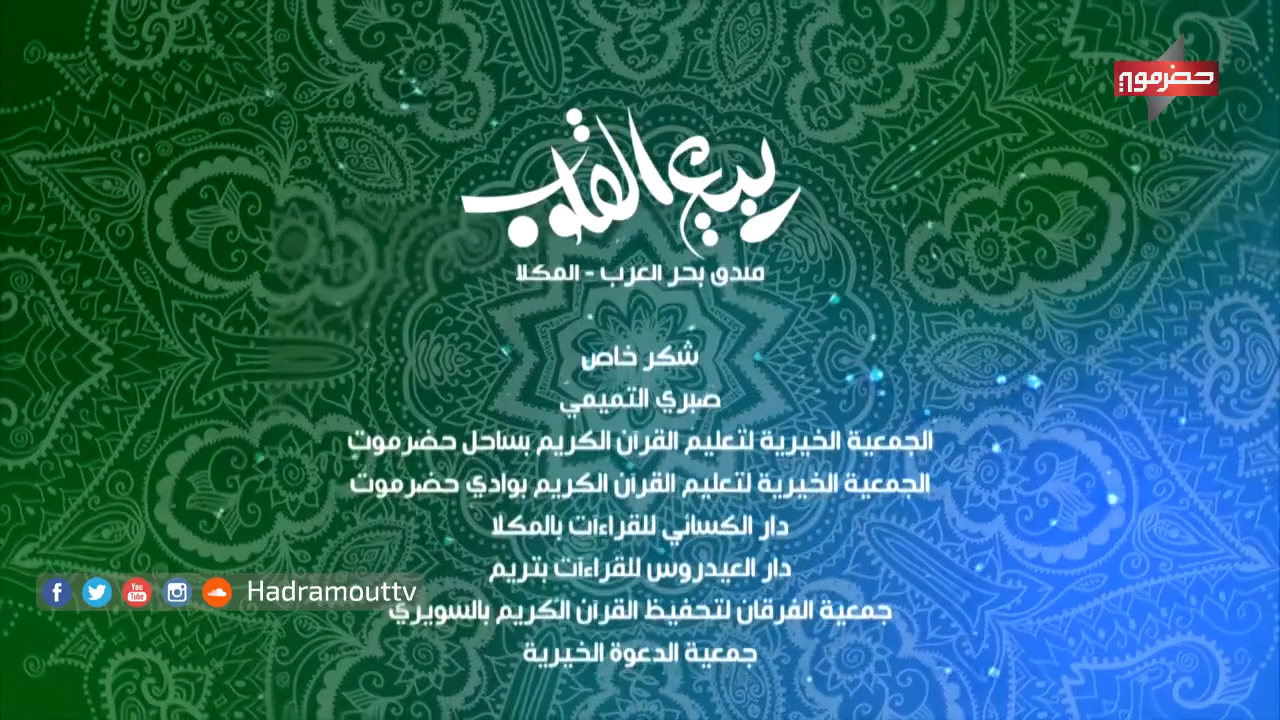 حضرموت
ربيع القلوب
فندق بحر العرب - المكلا
شكر خاص
صبري التميمي
الجمعية الخيرية لتعليم القرآن الكريم بساحل حضرموت
الجمعية الخيرية لتعليم القرآن الكريم بوادي حضرموت
دار الكسائي للقراءات بالمكلا
دار العيدروس للقراءات بتريم
Hadramouttv
جمعية الفرقان لتحفيظ القرآن الكريم بالسويري
جمعية الدعوة الخيرية